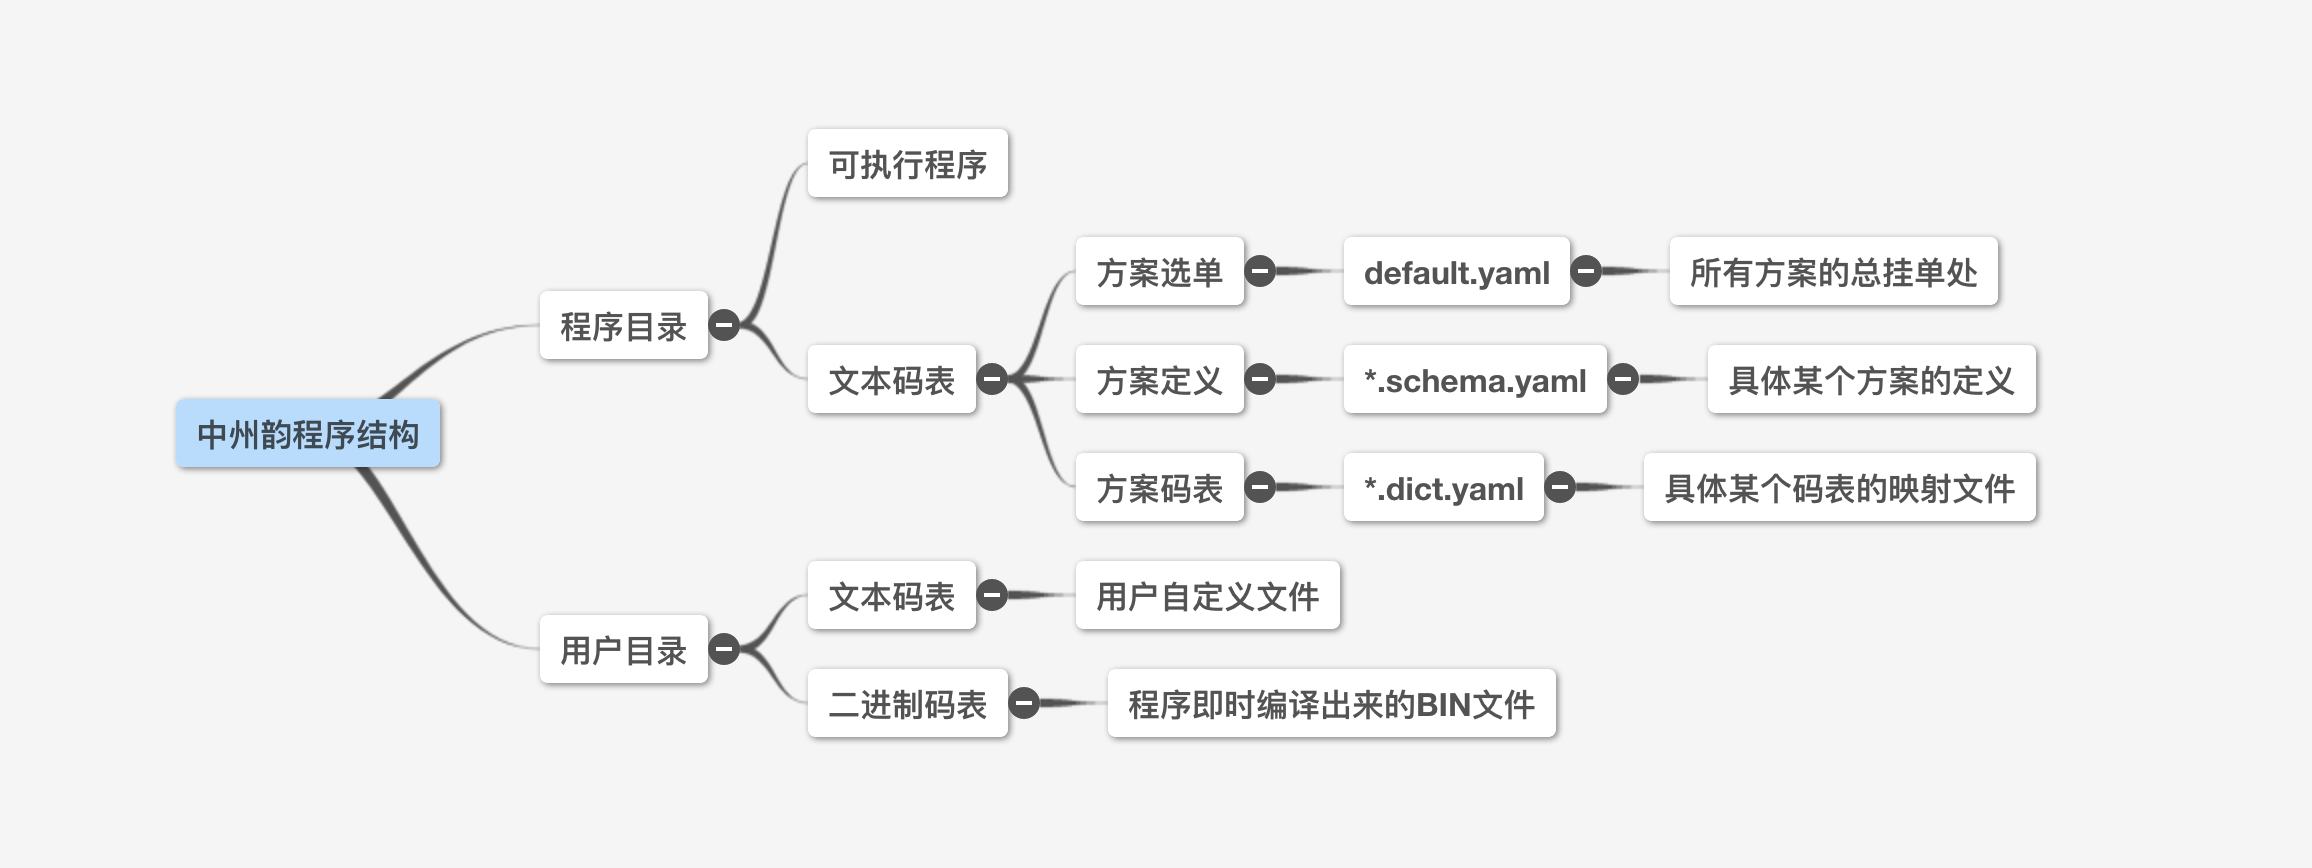 中州韵程序结构
程序目录
可执行程序
文本码表
方案选单
default.yaml
所有方案的总挂单处
方案定义
*.schema.yaml
具体某个方案的定义
方案码表
*.dict.yaml
具体某个码表的映射文件
用户目录
文本码表
用户自定义文件
二进制码表
程序即时编译出来的BIN文件